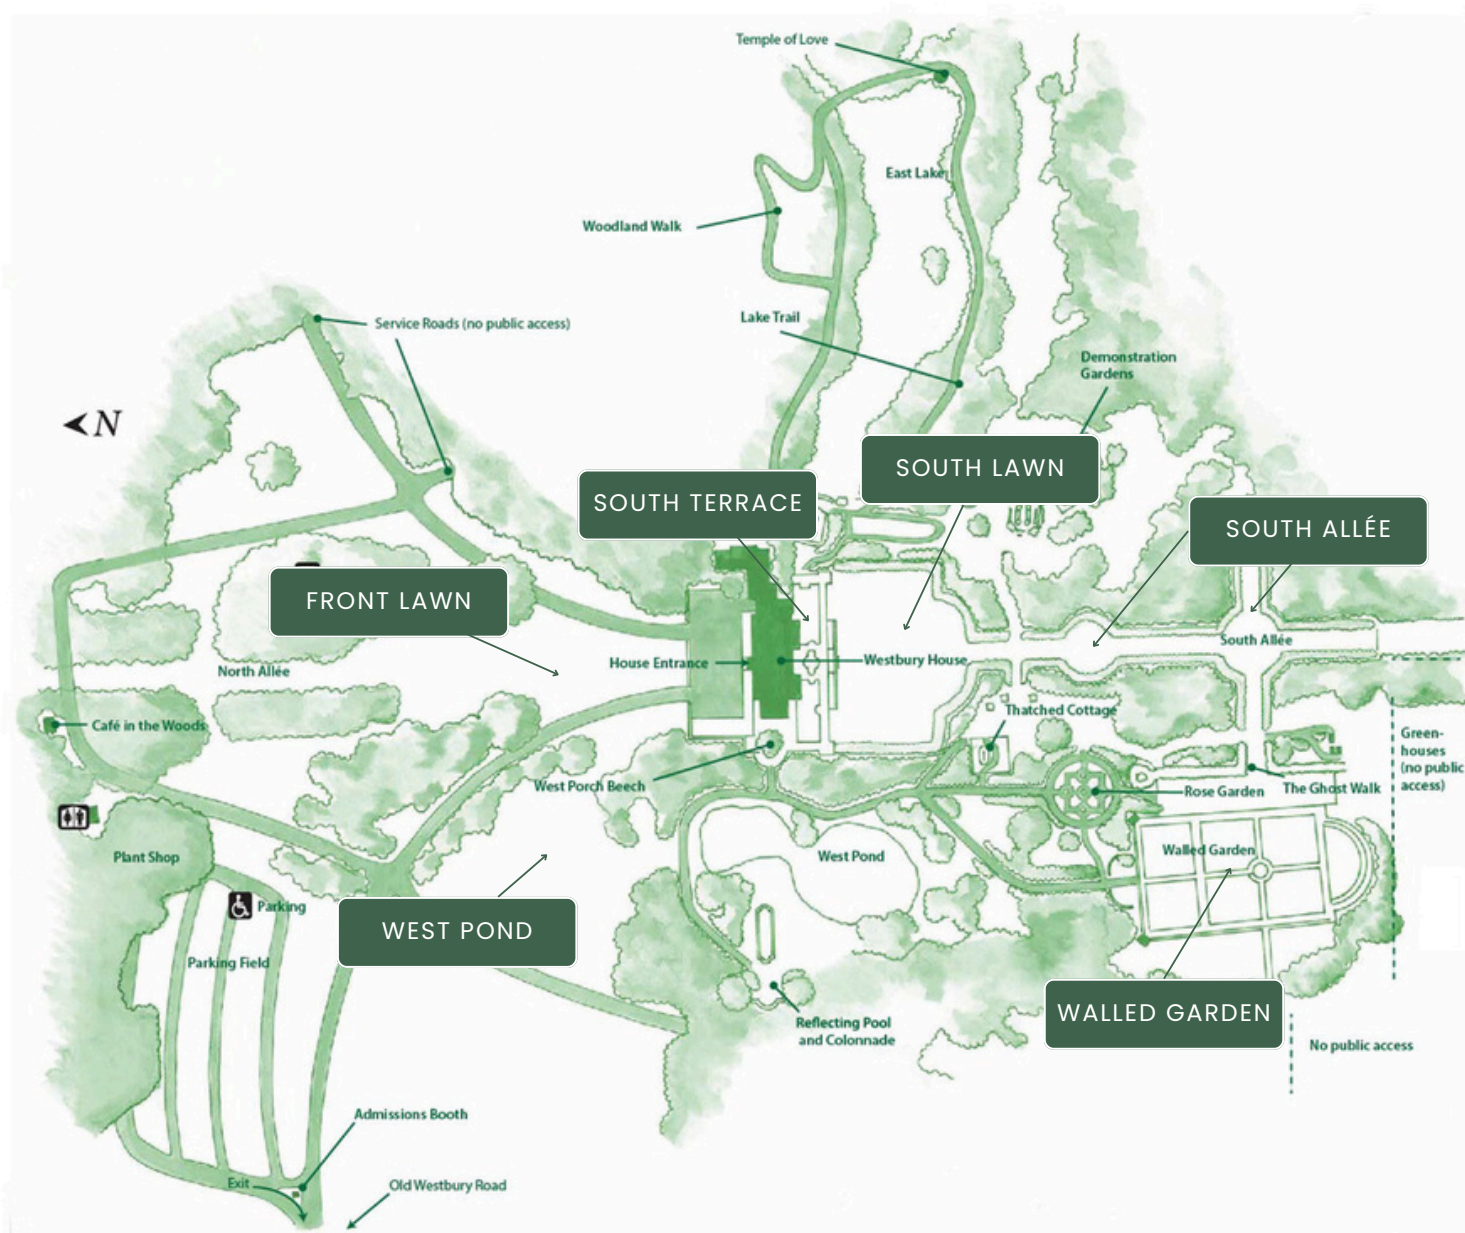 Temple of Love
East Lake
Woodland Walk
Lake Trail
Service Roads (no public access)
Demonstration
Gardens
N
SOUTH LAWN
SOUTH TERRACE
SOUTH ALLÉE
FRONT LAWN
South Allée
House Entrance
Westbury House
North Allée
Thatched Cottage
Café in the Woods
Green-
houses
(no public
access)
West Porch Beech
Rose Garden
The Ghost Walk
Plant Shop
West Pond
Walled Garden
Parking
WEST POND
Parking Field
WALLED GARDEN
Reflecting Pool
and Colonnade
No public access
Admissions Booth
Exit
Old Westbury Road